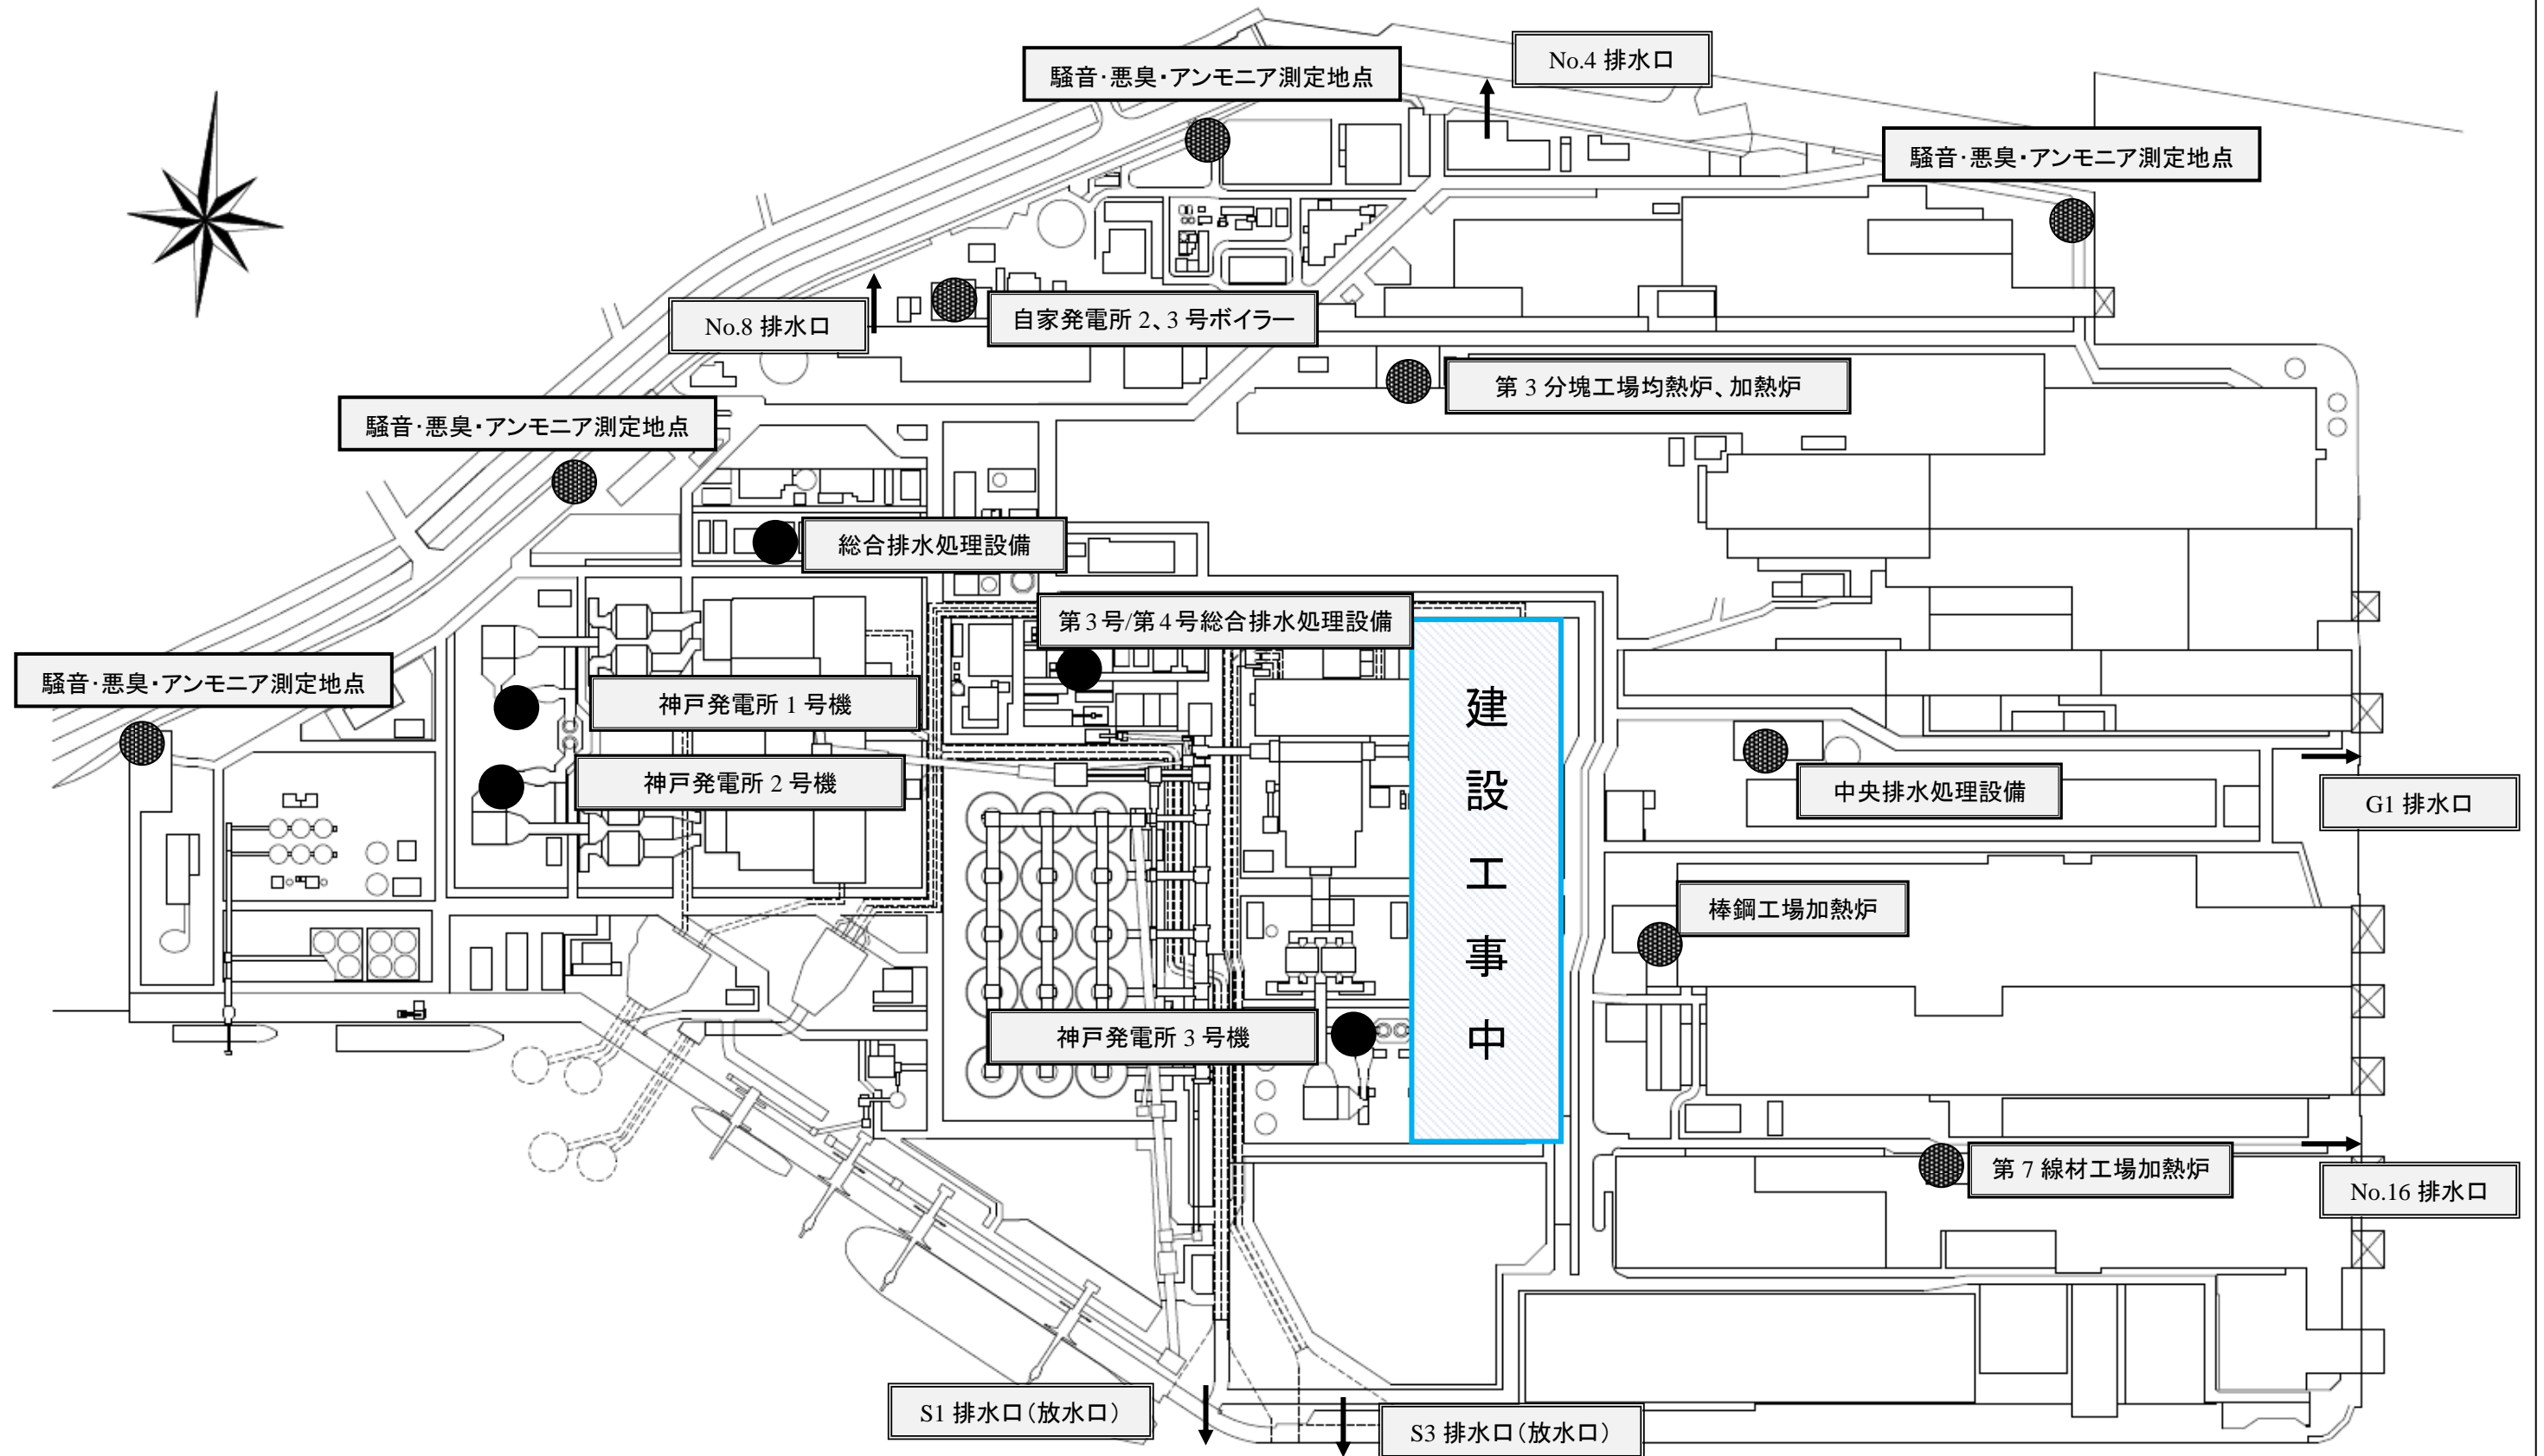 No.4 排水口
騒音･悪臭・アンモニア測定地点
騒音･悪臭・アンモニア測定地点
No.8 排水口
自家発電所 2、3 号ボイラー
第 3 分塊工場均熱炉、加熱炉
騒音･悪臭・アンモニア測定地点
総合排水処理設備
第3号/第4号総合排水処理設備
騒音･悪臭・アンモニア測定地点
神戸発電所 1 号機
建
設
工
事
中
神戸発電所 2 号機
中央排水処理設備
G1 排水口
棒鋼工場加熱炉
神戸発電所 3 号機
第 7 線材工場加熱炉
No.16 排水口
S1 排水口（放水口）
S3 排水口（放水口）